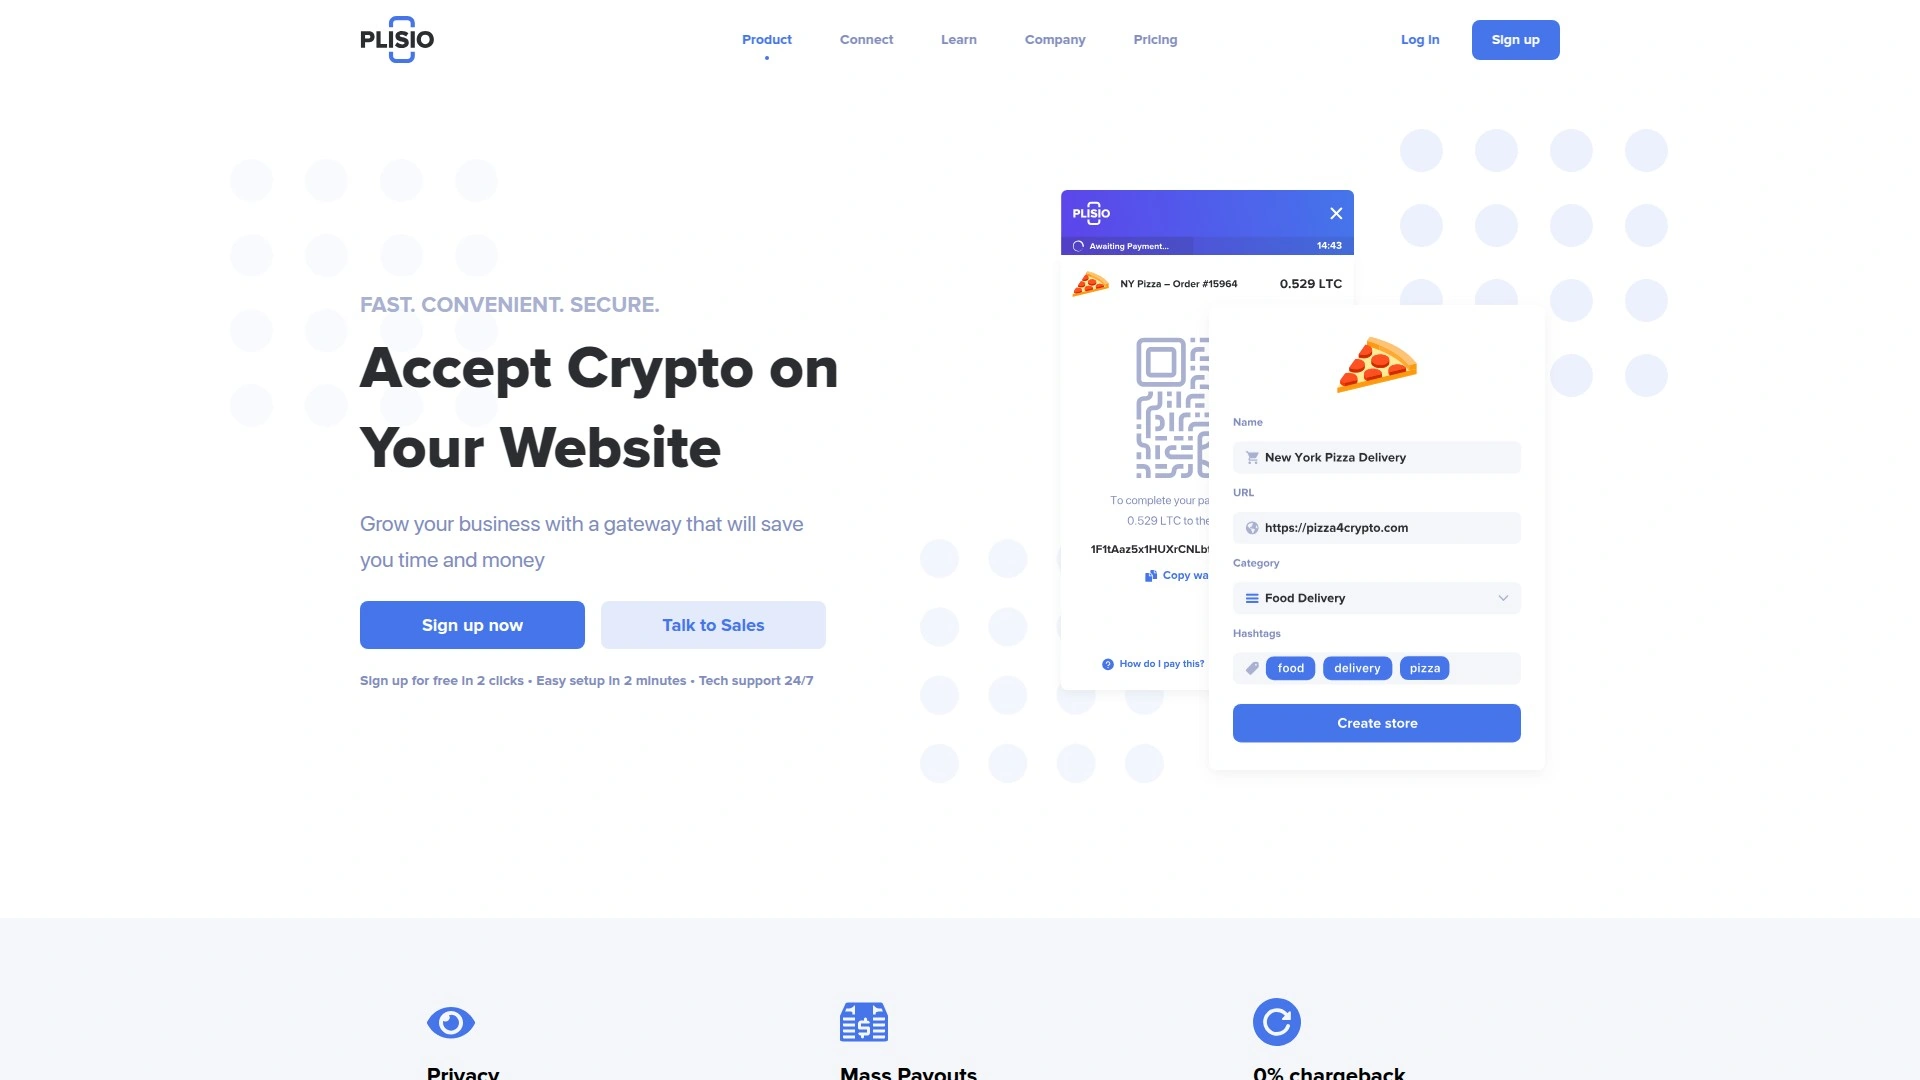 PLISIO
Product
Connect
Learn
Company
Pricing
Log in
Sign up
FAST. CONVENIENT. SECURE.
Accept Crypto on
Your Website
Grow your business with a gateway that will save
you time and money
Sign up now
Talk to Sales
Sign up for free in 2 clicks • Easy setup in 2 minutes • Tech support 24/7
PLISIO
Awaiting Payment...
14:43
NY Pizza – Order #15964
0.529 LTC
To complete your pa
0.529 LTC to the
1F1tAaz5x1HUXrCNLbt
Copy wa
How do I pay this?
Name
New York Pizza Delivery
URL
https://pizza4crypto.com
Category
Food Delivery
Hashtags
food
delivery
pizza
Create store
Privacy
Mass Payouts
0% chargeback